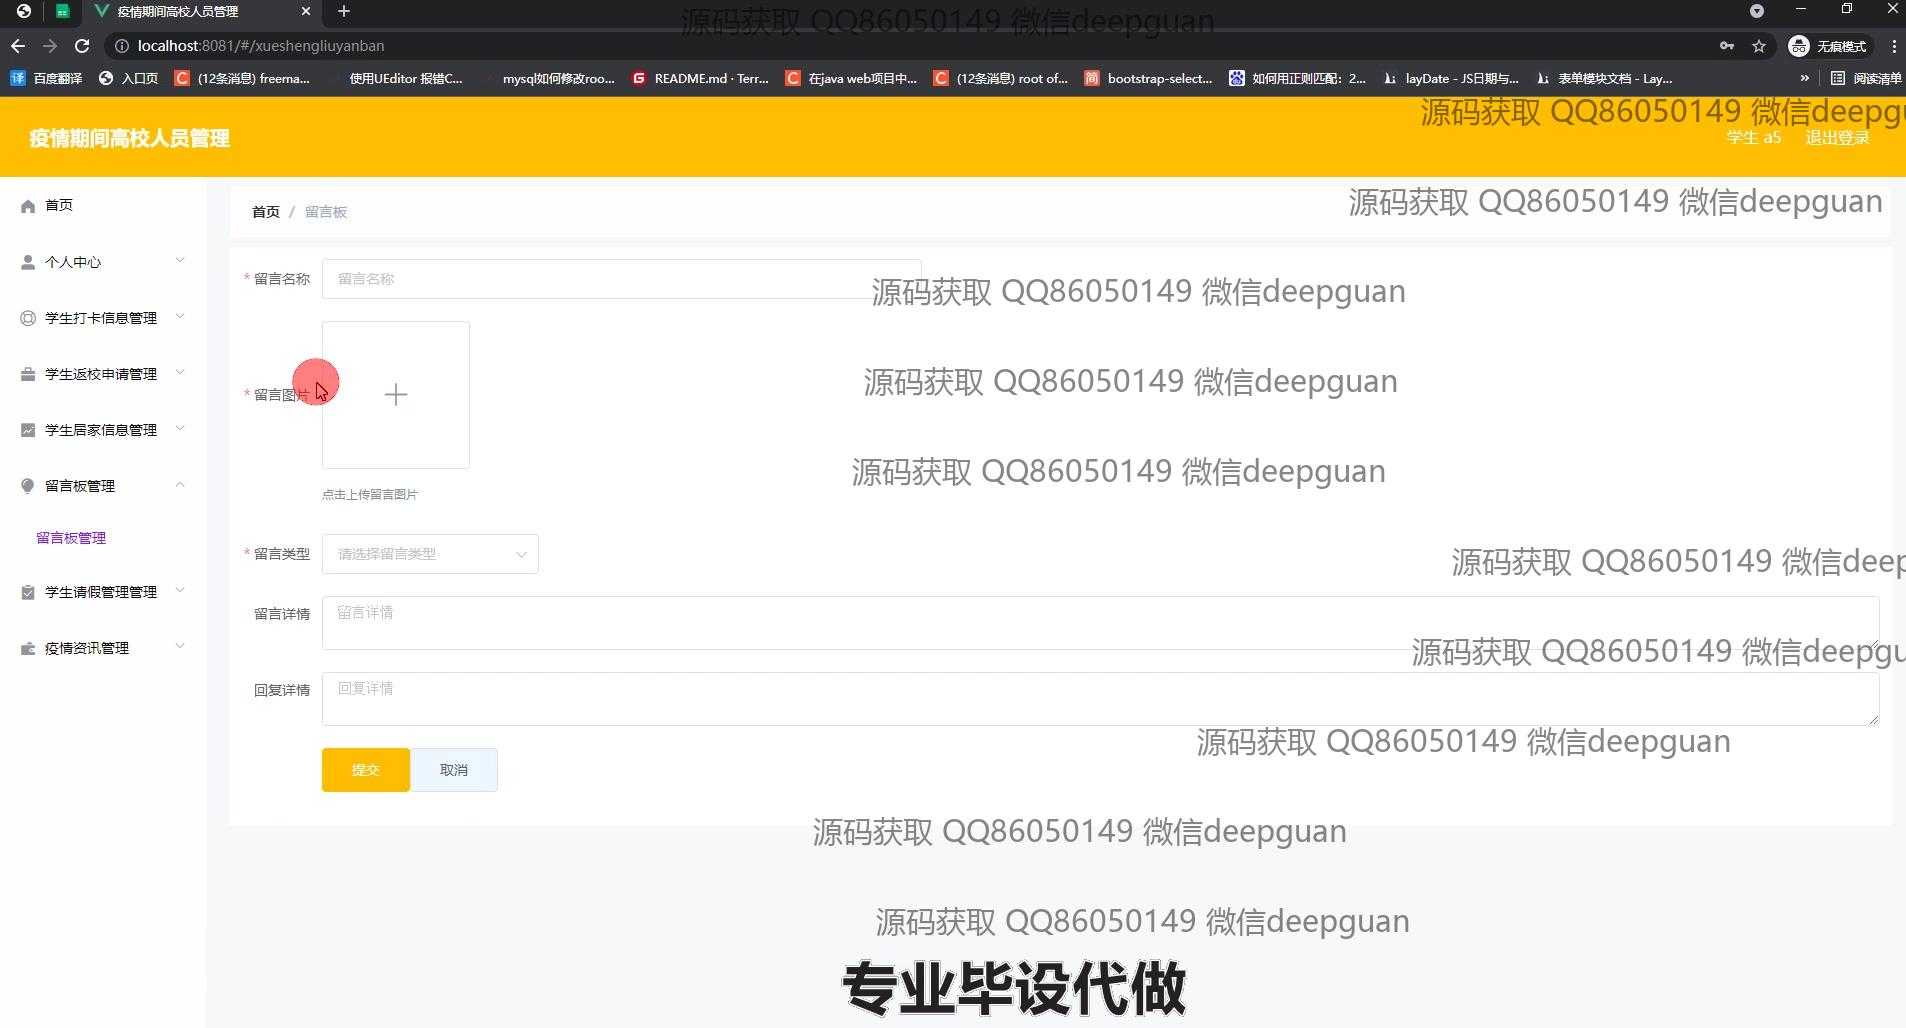 疫情期间高校人员管理
源码获取 QQ86050149 微信deepguan
localhost:8081/#/xueshengliuyanban
无痕模式
百度翻译
入口页
(12条消息) freema...
使用UEditor 报错C...
mysql如何修改roo...
README.md · Terr...
在java web项目中...
(12条消息) root of...
bootstrap-select...
如何用正则匹配：2...
layDate - JS日期与...
表单模块文档 - Lay...
»
阅读清单
源码获取 QQ86050149 微信deepgu
疫情期间高校人员管理
学生 a5
退出登录
首页
个人中心
学生打卡信息管理
学生返校申请管理
学生居家信息管理
留言板管理
留言板管理
学生请假管理管理
疫情资讯管理
首页 / 留言板
源码获取 QQ86050149 微信deepguan
* 留言名称
留言名称
源码获取 QQ86050149 微信deepguan
* 留言图片
源码获取 QQ86050149 微信deepguan
源码获取 QQ86050149 微信deepguan
点击上传留言图片
* 留言类型
请选择留言类型
源码获取 QQ86050149 微信deep
留言详情
留言详情
源码获取 QQ86050149 微信deepgu
回复详情
回复详情
源码获取 QQ86050149 微信deepguan
提交
取消
源码获取 QQ86050149 微信deepguan
源码获取 QQ86050149 微信deepguan
专业毕设代做